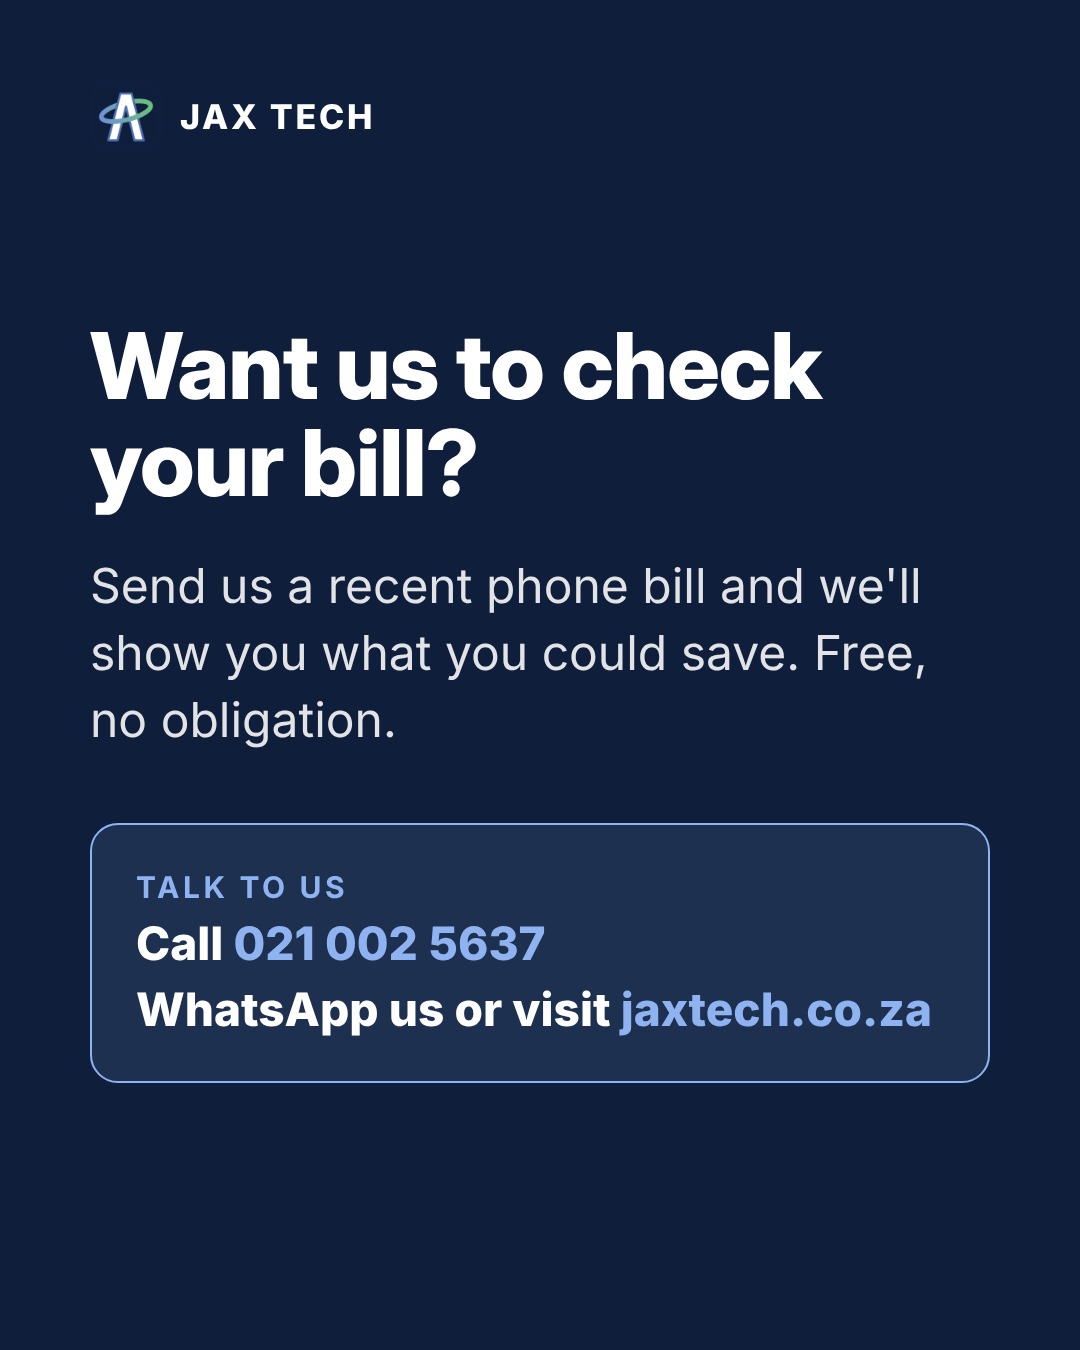 JAX TECH
Want us to check
your bill?
Send us a recent phone bill and we'll
show you what you could save. Free,
no obligation.
TALK TO US
Call 021 002 5637
WhatsApp us or visit jaxtech.co.za